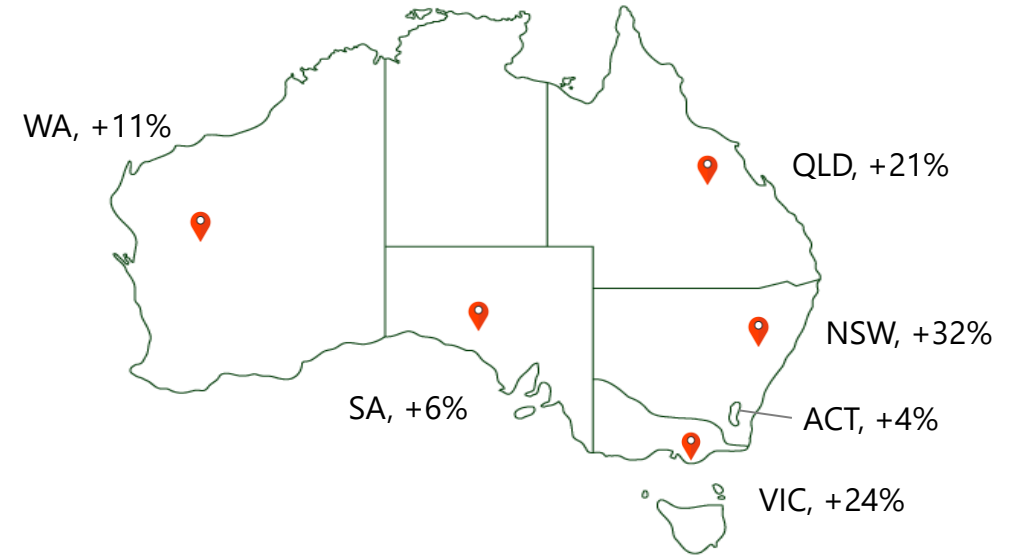 WA, +11%
QLD, +21%
NSW, +32%
SA, +6%
ACT, +4%
VIC, +24%